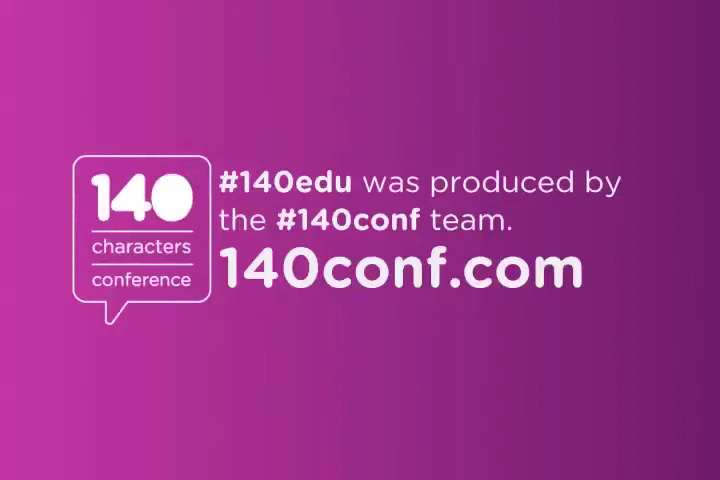 140
characters
conference
#140edu was produced by
the #140conf team.
140conf.com